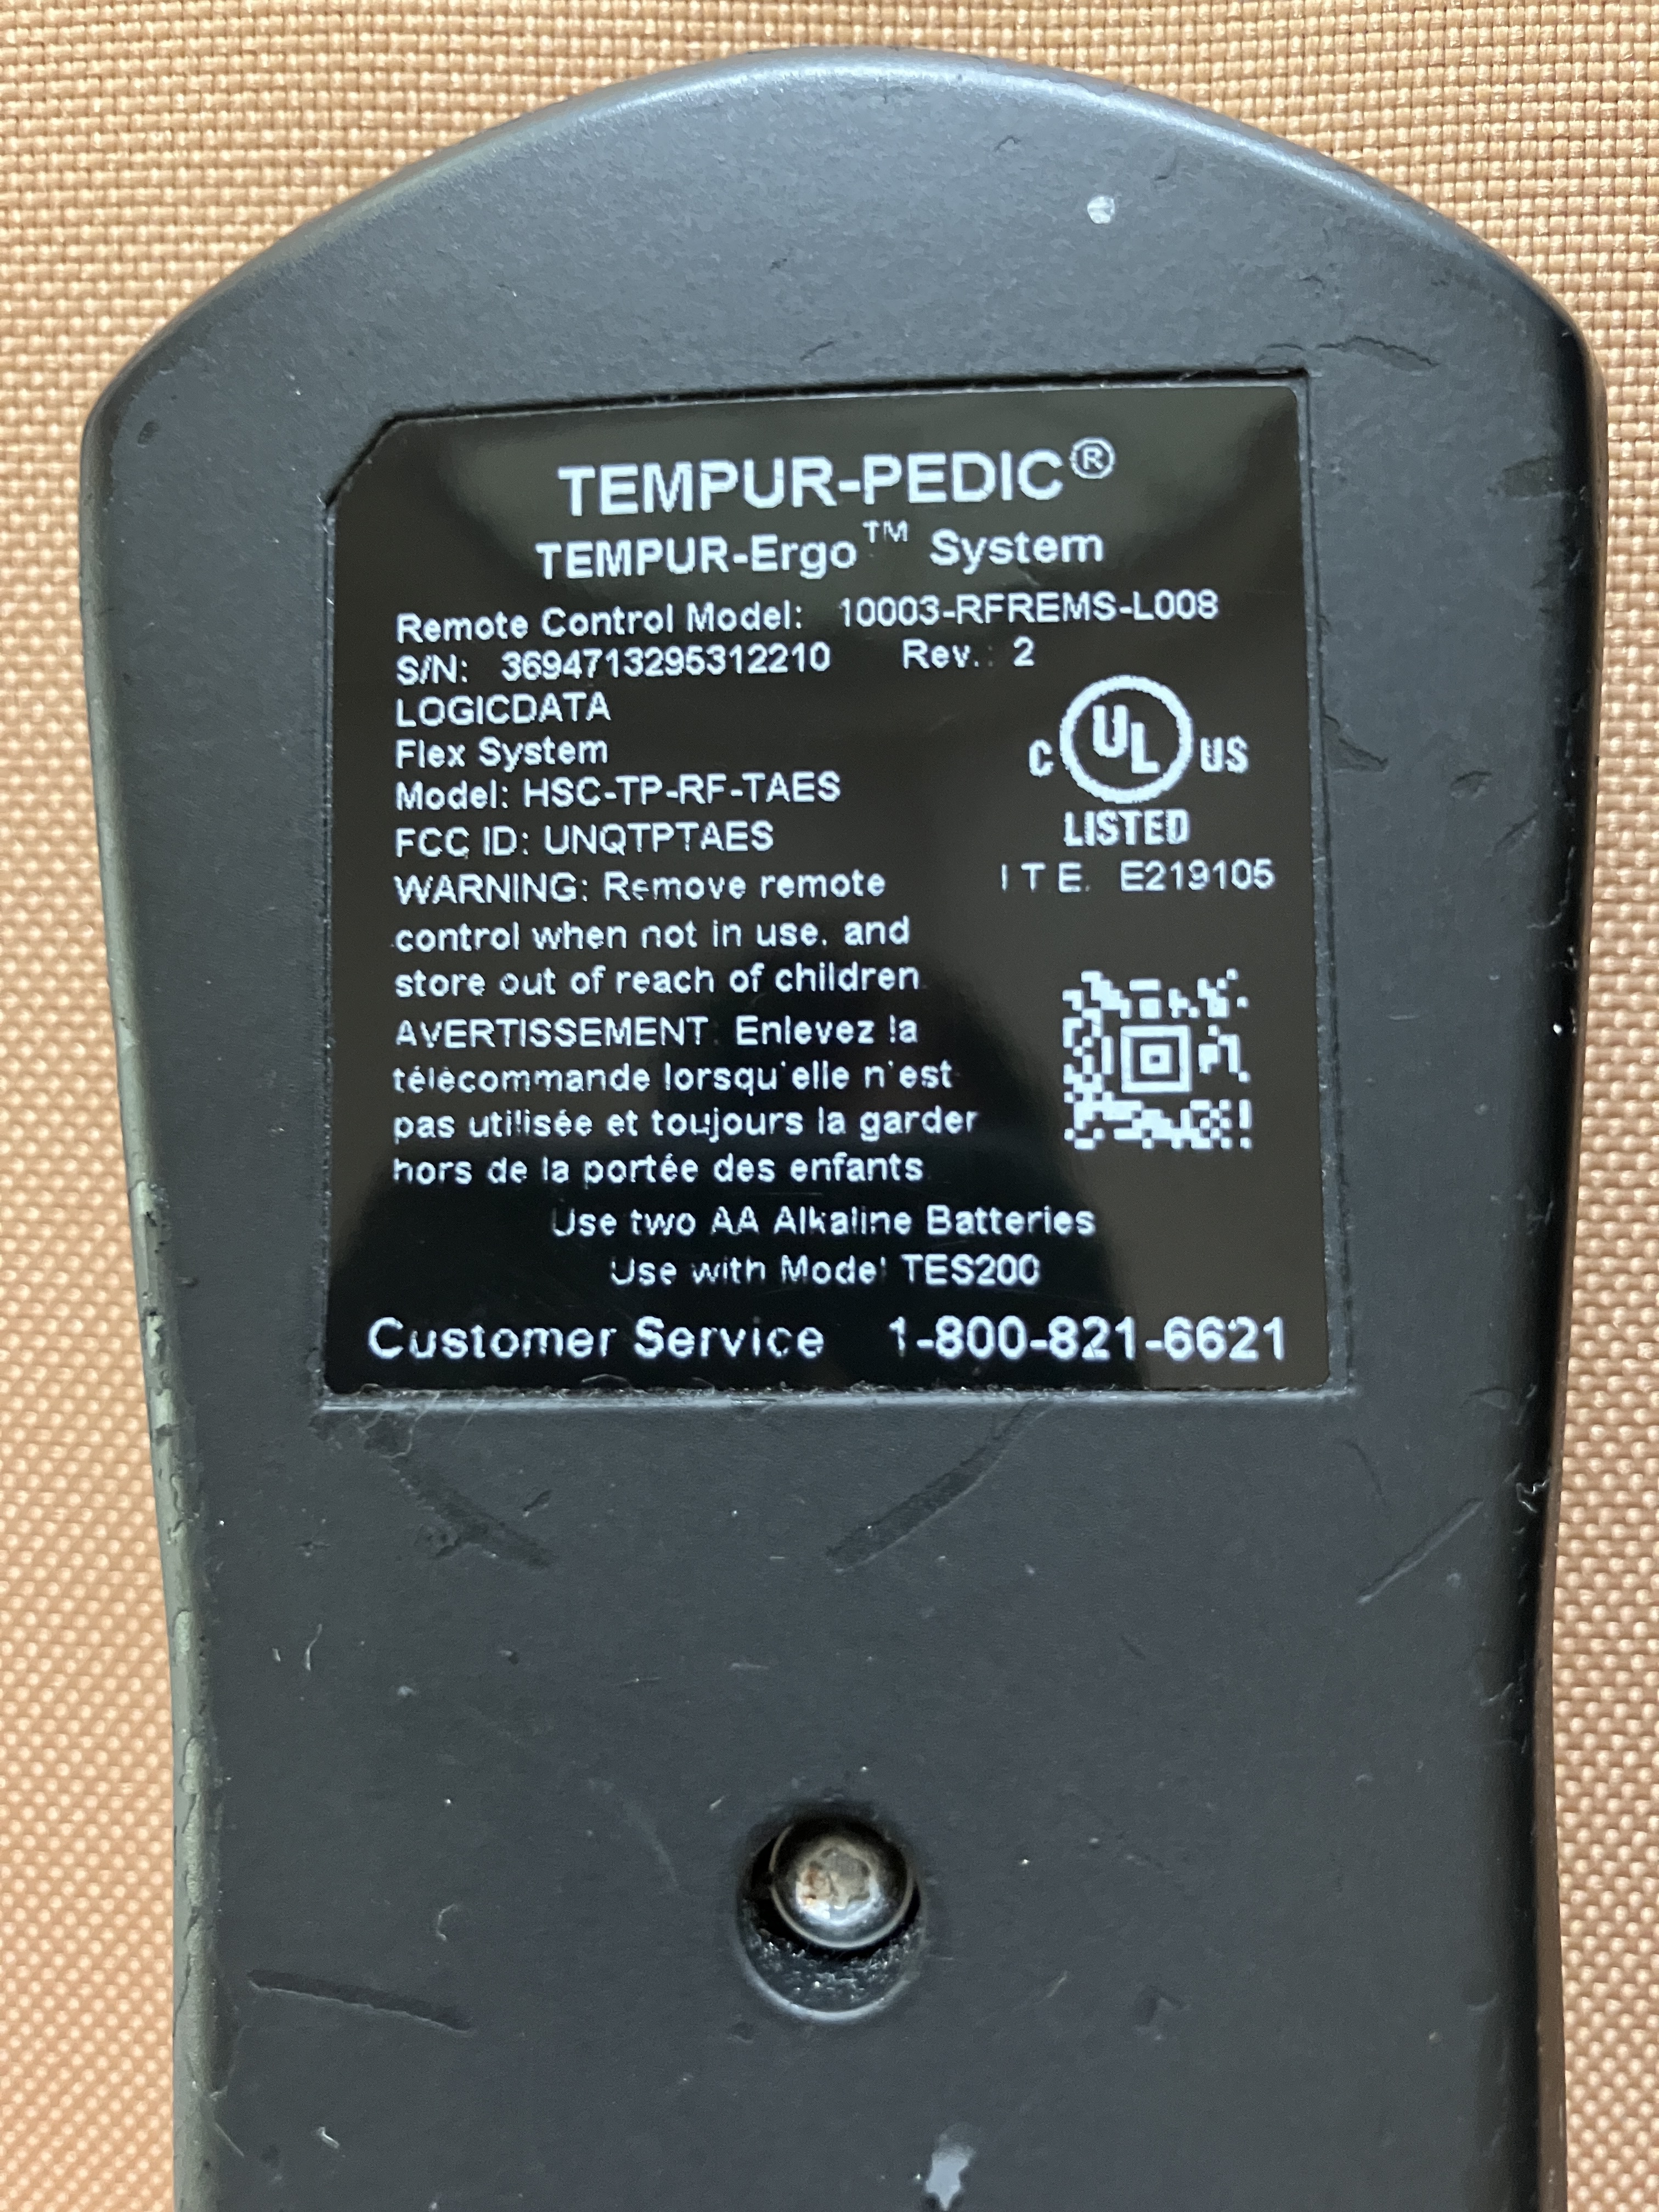 TEMPUR-PEDIC®
TEMPUR-Ergo™ System
Remote Control Model: 10003-RFREMS-L008
S/N: 3694713295312210 Rev.: 2
LOGICDATA
Flex System
Model: HSC-TP-RF-TAES
FCC ID: UNQTPTAES
C UL US
LISTED
I T E. E219105
WARNING: Remove remote
control when not in use, and
store out of reach of children
AVERTISSEMENT: Enlevez la
télécommande lorsqu'elle n'est
pas utilisée et toujours la garder
hors de la portée des enfants
Use two AA Alkaline Batteries
Use with Model TES200
Customer Service 1-800-821-6621